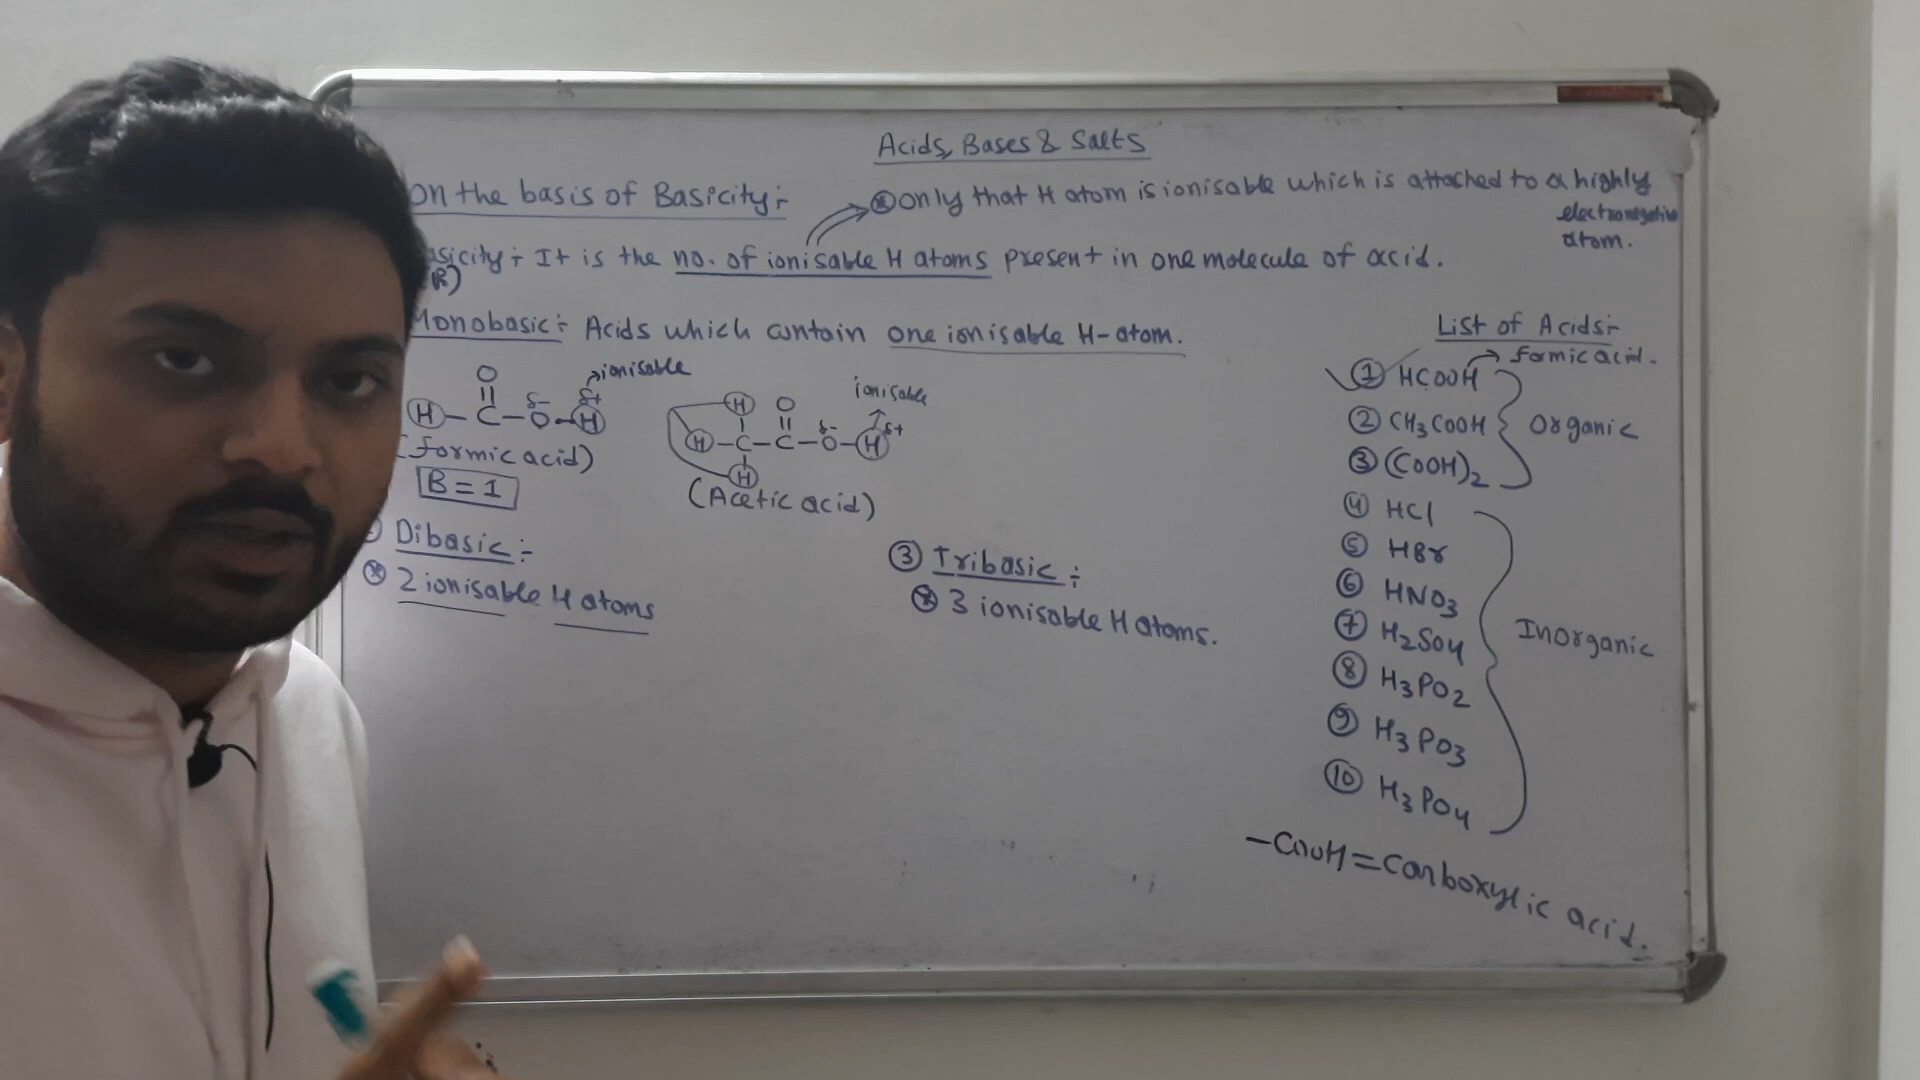 Acids, Bases & Salts
On the basis of Basicity :-
⊛ only that H atom is ionisable which is attached to a highly
electronegative
atom.
asicity :- It is the no. of ionisable H atoms present in one molecule of acid.
(B)
Monobasic :- Acids which contain one ionisable H-atom.
O ionisable
|| δ- δ+
H - C - O - H
(formic acid)
B = 1
H O ionisable
| || δ- δ+
H - C - C - O - H
|
H
(Acetic acid)
Dibasic :-
⊛ 2 ionisable H atoms
③ Tribasic :-
⊛ 3 ionisable H atoms.
List of Acids :-
① HCOOH → formic acid.
② CH3COOH
③ (COOH)2
Organic
④ HCl
⑤ HBr
⑥ HNO3
⑦ H2SO4
⑧ H3PO2
⑨ H3PO3
⑩ H3PO4
Inorganic
-COOH = Carboxylic acid.